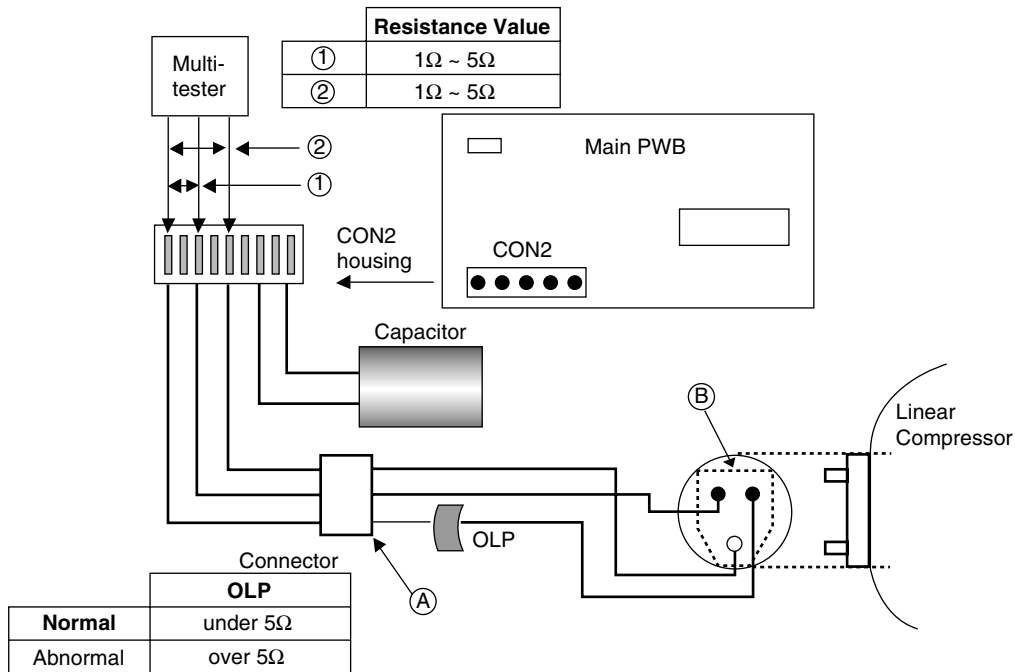 Resistance Value
① 1Ω ~ 5Ω
② 1Ω ~ 5Ω
Multi-
tester
②
①
Main PWB
CON2
CON2
housing
Capacitor
Ⓑ
Linear
Compressor
OLP
Connector
Ⓐ
OLP
Normal under 5Ω
Abnormal over 5Ω